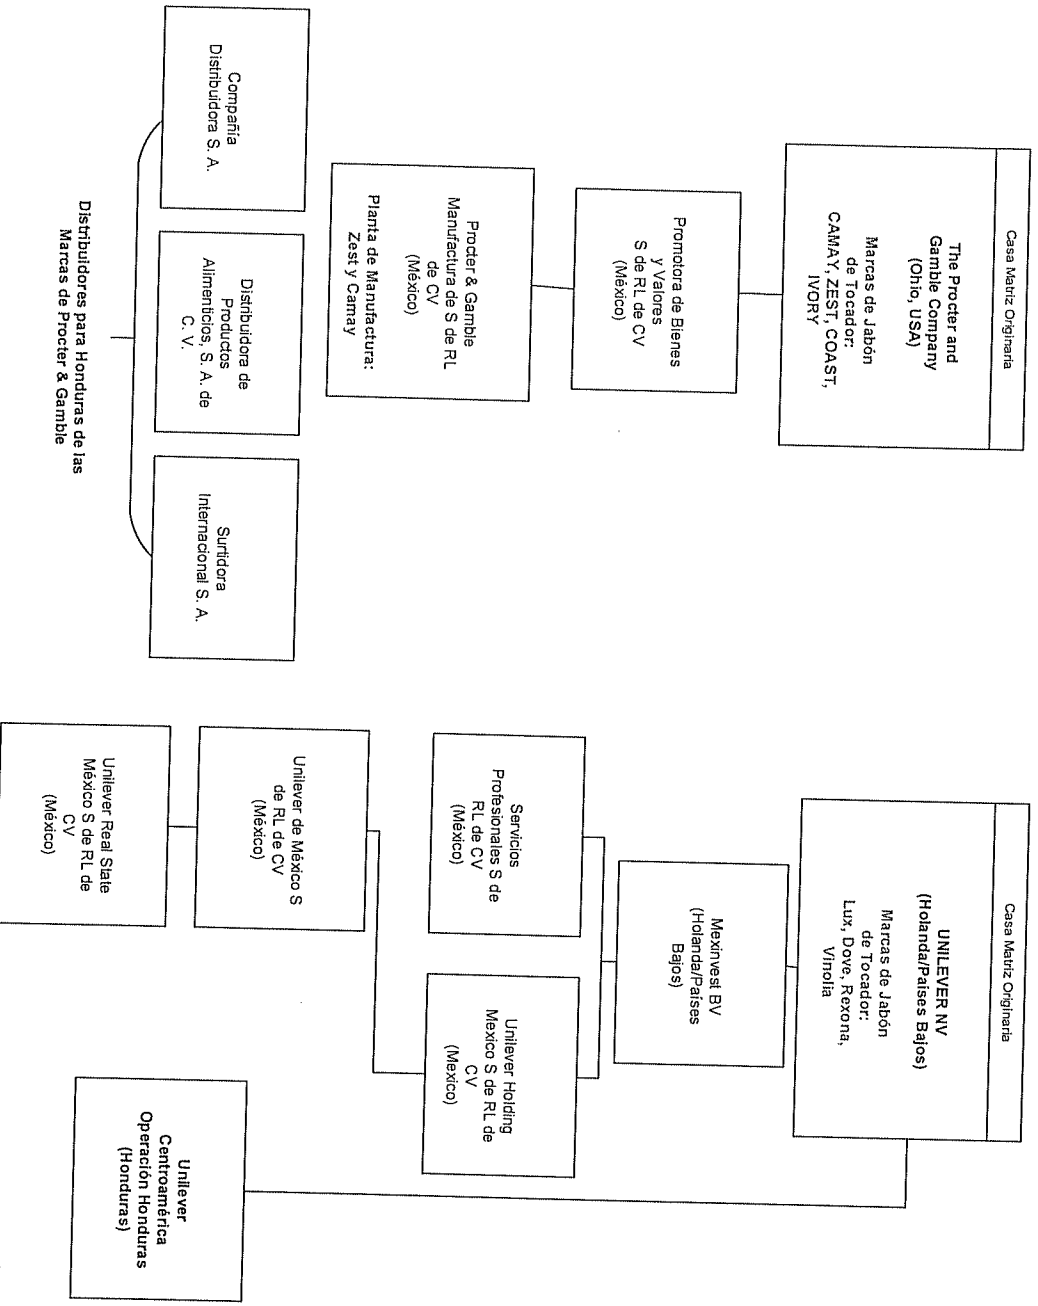 Casa Matriz Originaria
The Procter and
Gamble Company
(Ohio, USA)
Marcas de Jabón
de Tocador:
CAMAY, ZEST, COAST,
IVORY
Promotora de Bienes
y Valores
S de RL de CV
(México)
Procter & Gamble
Manufactura de S de RL
de CV
(México)
Planta de Manufactura:
Zest y Camay
Compañía
Distribuidora S. A.
Distribuidora de
Productos
Alimenticios, S. A. de
C. V.
Surtidora
Internacional S. A.
Distribuidores para Honduras de las
Marcas de Procter & Gamble
Casa Matriz Originaria
UNILEVER NV
(Holanda/Países Bajos)
Marcas de Jabón
de Tocador:
Lux, Dove, Rexona,
Vinolia
Mexinvest BV
(Holanda/Países
Bajos)
Servicios
Profesionales S de
RL de CV
(México)
Unilever Holding
Mexico S de RL de
CV
(Mexico)
Unilever de México S
de RL de CV
(México)
Unilever Real State
México S de RL de
CV
(México)
Unilever
Centroamérica
Operación Honduras
(Honduras)